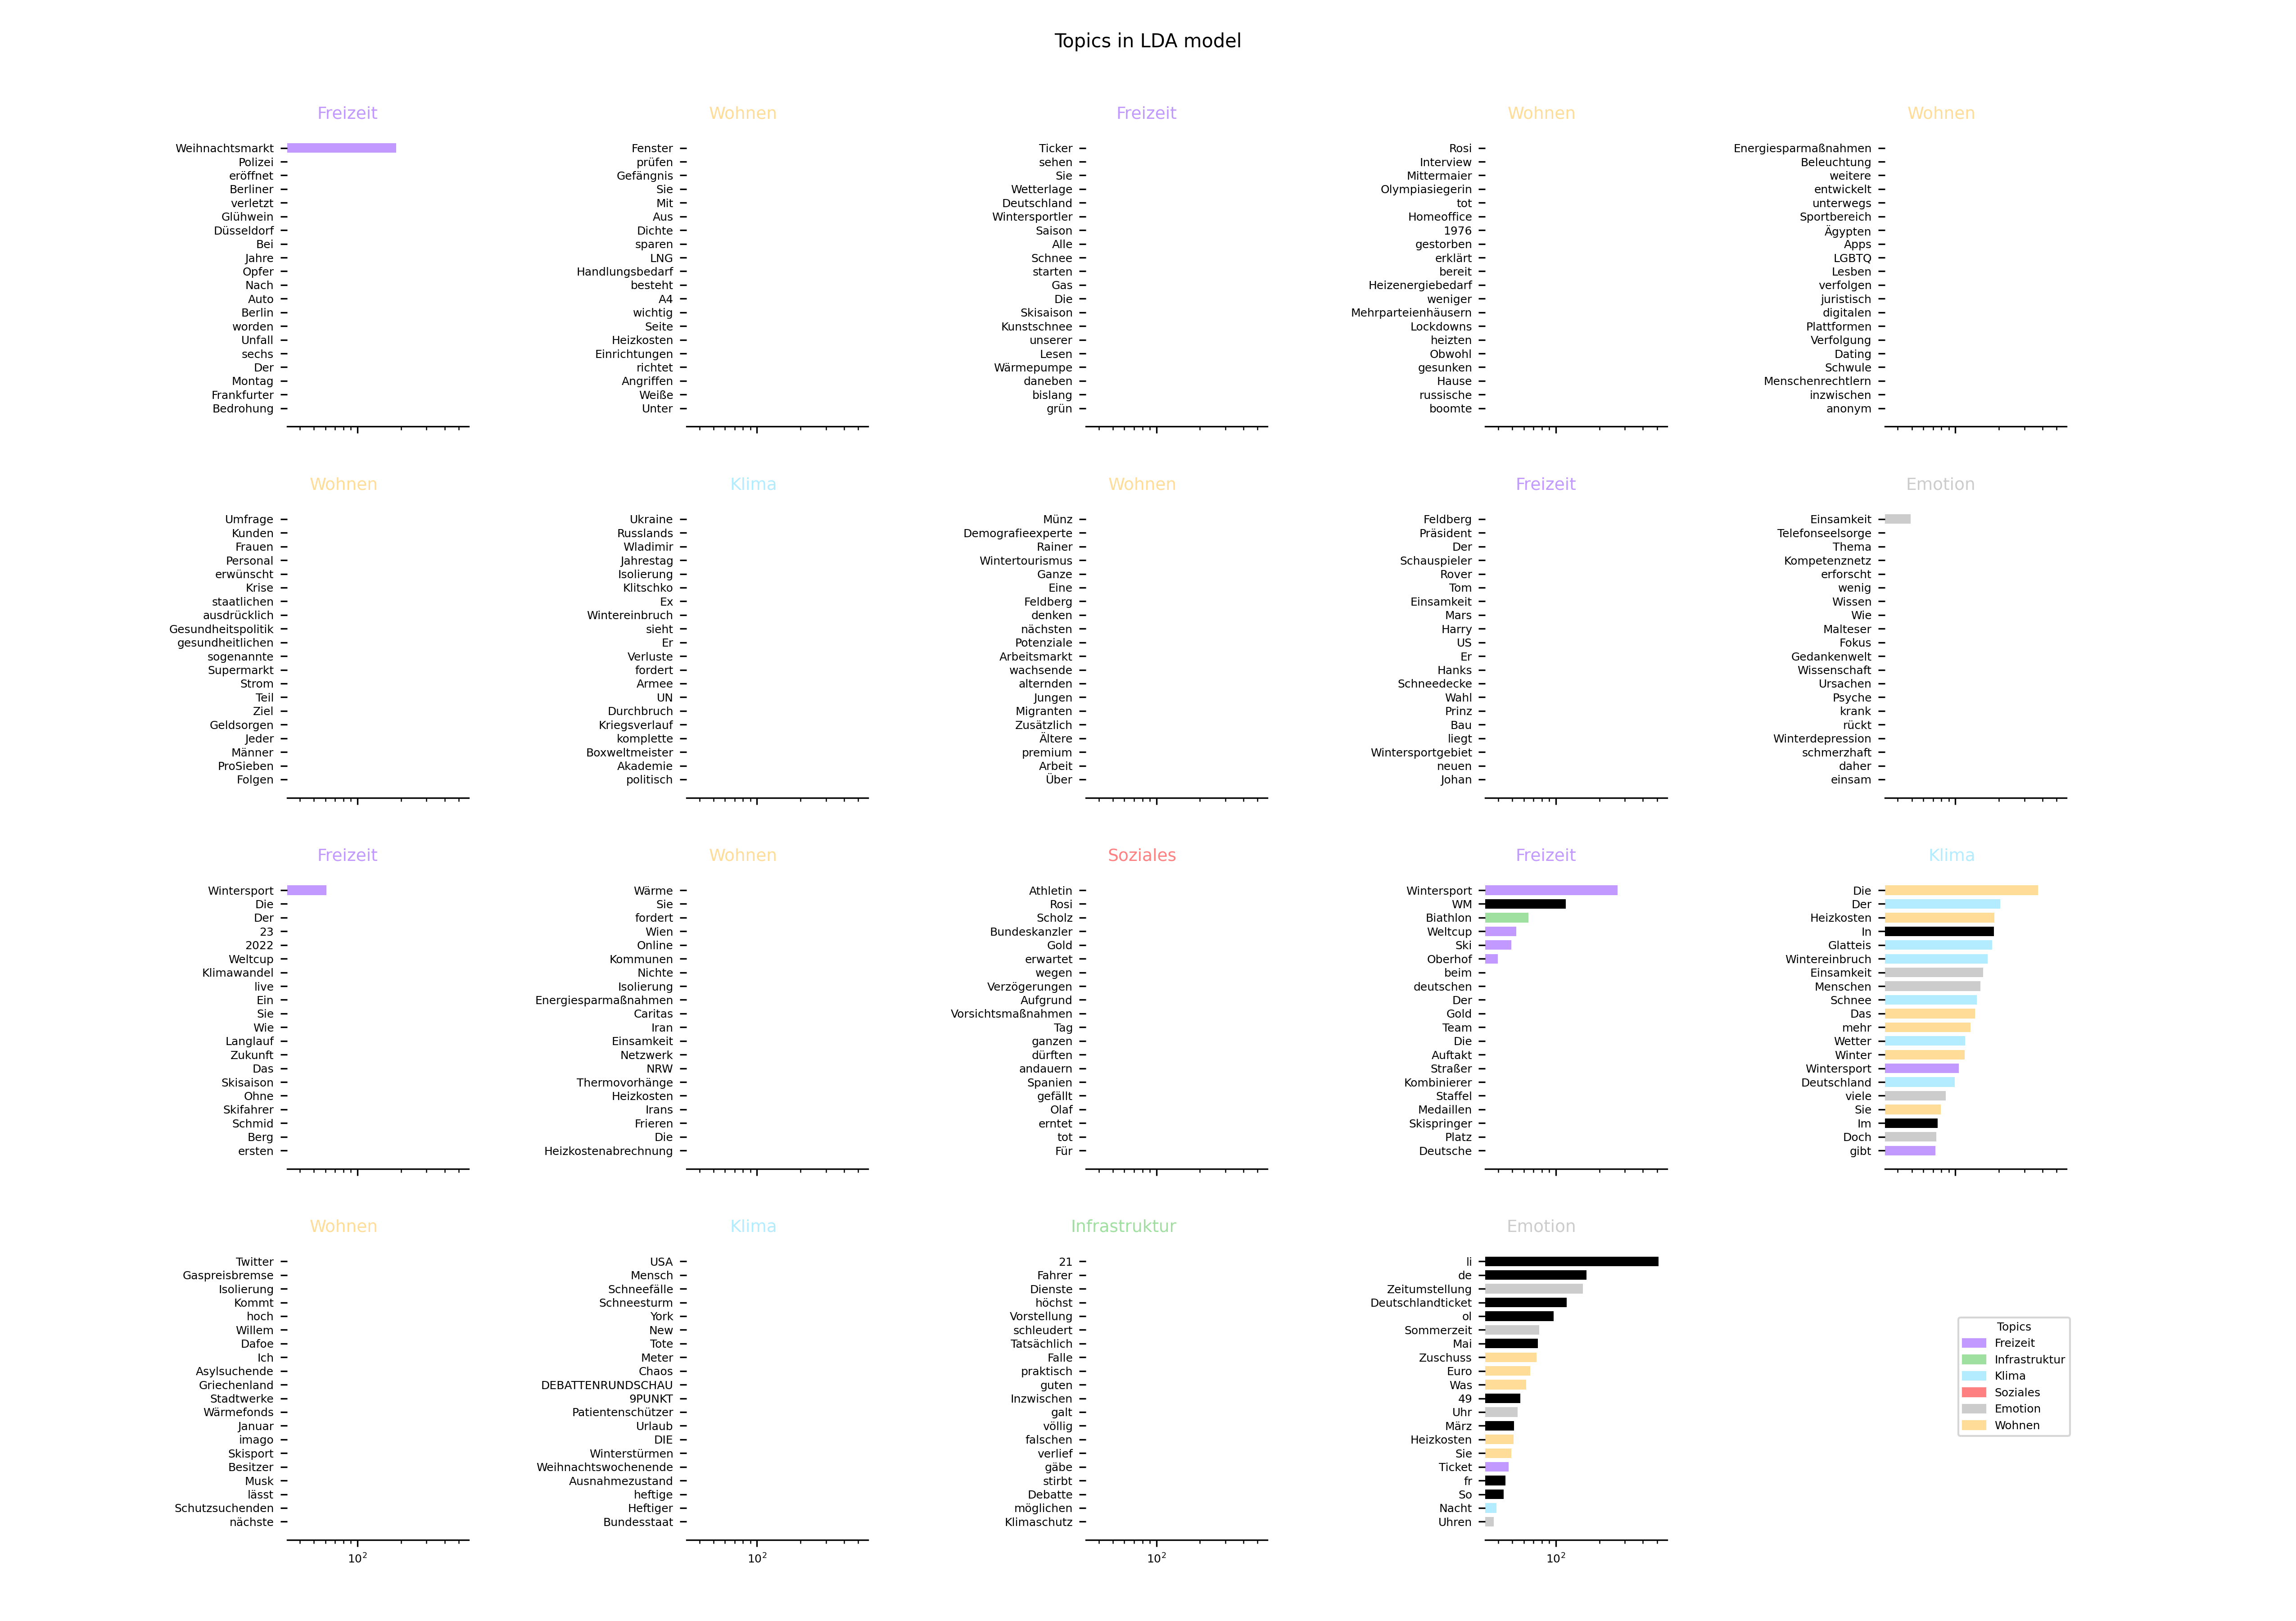 Topics in LDA model
Freizeit
Weihnachtsmarkt
Polizei
eröffnet
Berliner
verletzt
Glühwein
Düsseldorf
Bei
Jahre
Opfer
Nach
Auto
Berlin
worden
Unfall
sechs
Der
Montag
Frankfurter
Bedrohung
Wohnen
Fenster
prüfen
Gefängnis
Sie
Mit
Aus
Dichte
sparen
LNG
Handlungsbedarf
besteht
A4
wichtig
Seite
Heizkosten
Einrichtungen
richtet
Angriffen
Weiße
Unter
Freizeit
Ticker
sehen
Sie
Wetterlage
Deutschland
Wintersportler
Saison
Alle
Schnee
starten
Gas
Die
Skisaison
Kunstschnee
unserer
Lesen
Wärmepumpe
daneben
bislang
grün
Wohnen
Rosi
Interview
Mittermaier
Olympiasiegerin
tot
Homeoffice
1976
gestorben
erklärt
bereit
Heizenergiebedarf
weniger
Mehrparteienhäusern
Lockdowns
heizten
Obwohl
gesunken
Hause
russische
boomte
Wohnen
Energiesparmaßnahmen
Beleuchtung
weitere
entwickelt
unterwegs
Sportbereich
Ägypten
Apps
LGBTQ
Lesben
verfolgen
juristisch
digitalen
Plattformen
Verfolgung
Dating
Schwule
Menschenrechtlern
inzwischen
anonym
Wohnen
Umfrage
Kunden
Frauen
Personal
erwünscht
Krise
staatlichen
ausdrücklich
Gesundheitspolitik
gesundheitlichen
sogenannte
Supermarkt
Strom
Teil
Ziel
Geldsorgen
Jeder
Männer
ProSieben
Folgen
Klima
Ukraine
Russlands
Wladimir
Jahrestag
Isolierung
Klitschko
Ex
Wintereinbruch
sieht
Er
Verluste
fordert
Armee
UN
Durchbruch
Kriegsverlauf
komplette
Boxweltmeister
Akademie
politisch
Wohnen
Münz
Demografieexperte
Rainer
Wintertourismus
Ganze
Eine
Feldberg
denken
nächsten
Potenziale
Arbeitsmarkt
wachsende
alternden
Jungen
Migranten
Zusätzlich
Ältere
premium
Arbeit
Über
Freizeit
Feldberg
Präsident
Der
Schauspieler
Rover
Tom
Einsamkeit
Mars
Harry
US
Er
Hanks
Schneedecke
Wahl
Prinz
Bau
liegt
Wintersportgebiet
neuen
Johan
Emotion
Einsamkeit
Telefonseelsorge
Thema
Kompetenznetz
erforscht
wenig
Wissen
Wie
Malteser
Fokus
Gedankenwelt
Wissenschaft
Ursachen
Psyche
krank
rückt
Winterdepression
schmerzhaft
daher
einsam
Freizeit
Wintersport
Die
Der
23
2022
Weltcup
Klimawandel
live
Ein
Sie
Wie
Langlauf
Zukunft
Das
Skisaison
Ohne
Skifahrer
Schmid
Berg
ersten
Wohnen
Wärme
Sie
fordert
Wien
Online
Kommunen
Nichte
Isolierung
Energiesparmaßnahmen
Caritas
Iran
Einsamkeit
Netzwerk
NRW
Thermovorhänge
Heizkosten
Irans
Frieren
Die
Heizkostenabrechnung
Soziales
Athletin
Rosi
Scholz
Bundeskanzler
Gold
erwartet
wegen
Verzögerungen
Aufgrund
Vorsichtsmaßnahmen
Tag
ganzen
dürften
andauern
Spanien
gefällt
Olaf
erntet
tot
Für
Freizeit
Wintersport
WM
Biathlon
Weltcup
Ski
Oberhof
beim
deutschen
Der
Gold
Team
Die
Auftakt
Straßer
Kombinierer
Staffel
Medaillen
Skispringer
Platz
Deutsche
Klima
Die
Der
Heizkosten
In
Glatteis
Wintereinbruch
Einsamkeit
Menschen
Schnee
Das
mehr
Wetter
Winter
Wintersport
Deutschland
viele
Sie
Im
Doch
gibt
Wohnen
Twitter
Gaspreisbremse
Isolierung
Kommt
hoch
Willem
Dafoe
Ich
Asylsuchende
Griechenland
Stadtwerke
Wärmefonds
Januar
imago
Skisport
Besitzer
Musk
lässt
Schutzsuchenden
nächste
10²
Klima
USA
Mensch
Schneefälle
Schneesturm
York
New
Tote
Meter
Chaos
DEBATTENRUNDSCHAU
9PUNKT
Patientenschützer
Urlaub
DIE
Winterstürmen
Weihnachtswochenende
Ausnahmezustand
heftige
Heftiger
Bundesstaat
10²
Infrastruktur
21
Fahrer
Dienste
höchst
Vorstellung
schleudert
Tatsächlich
Falle
praktisch
guten
Inzwischen
galt
völlig
falschen
verlief
gäbe
stirbt
Debatte
möglichen
Klimaschutz
10²
Emotion
li
de
Zeitumstellung
Deutschlandticket
ol
Sommerzeit
Mai
Zuschuss
Euro
Was
49
Uhr
März
Heizkosten
Sie
Ticket
fr
So
Nacht
Uhren
10²
Topics
Freizeit
Infrastruktur
Klima
Soziales
Emotion
Wohnen